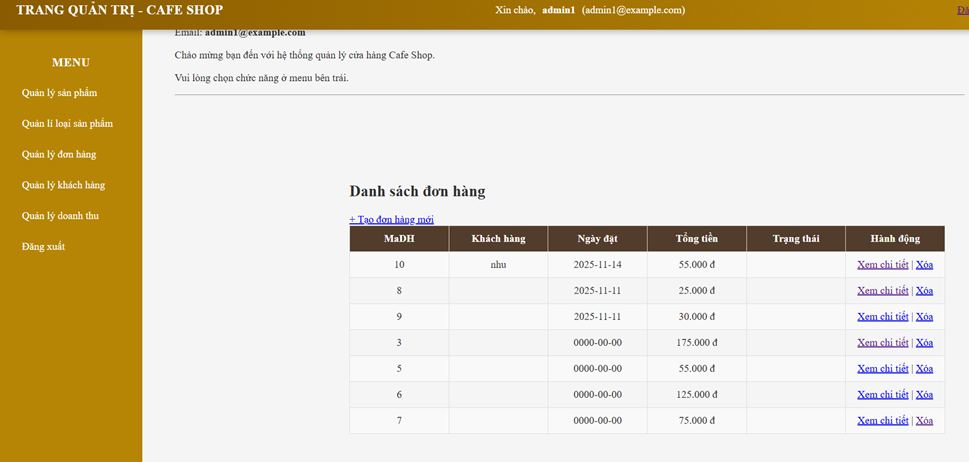 TRANG QUẢN TRỊ - CAFE SHOP
Xin chào, admin1 (admin1@example.com)
MENU
Quản lý sản phẩm
Quản lí loại sản phẩm
Quản lý đơn hàng
Quản lý khách hàng
Quản lý doanh thu
Đăng xuất
Email: admin1@example.com
Chào mừng bạn đến với hệ thống quản lý cửa hàng Cafe Shop.
Vui lòng chọn chức năng ở menu bên trái.
Danh sách đơn hàng
+ Tạo đơn hàng mới
MaDH Khách hàng Ngày đặt Tổng tiền Trạng thái Hành động
10 nhu 2025-11-14 55.000 đ Xem chi tiết | Xóa
8 2025-11-11 25.000 đ Xem chi tiết | Xóa
9 2025-11-11 30.000 đ Xem chi tiết | Xóa
3 0000-00-00 175.000 đ Xem chi tiết | Xóa
5 0000-00-00 55.000 đ Xem chi tiết | Xóa
6 0000-00-00 125.000 đ Xem chi tiết | Xóa
7 0000-00-00 75.000 đ Xem chi tiết | Xóa